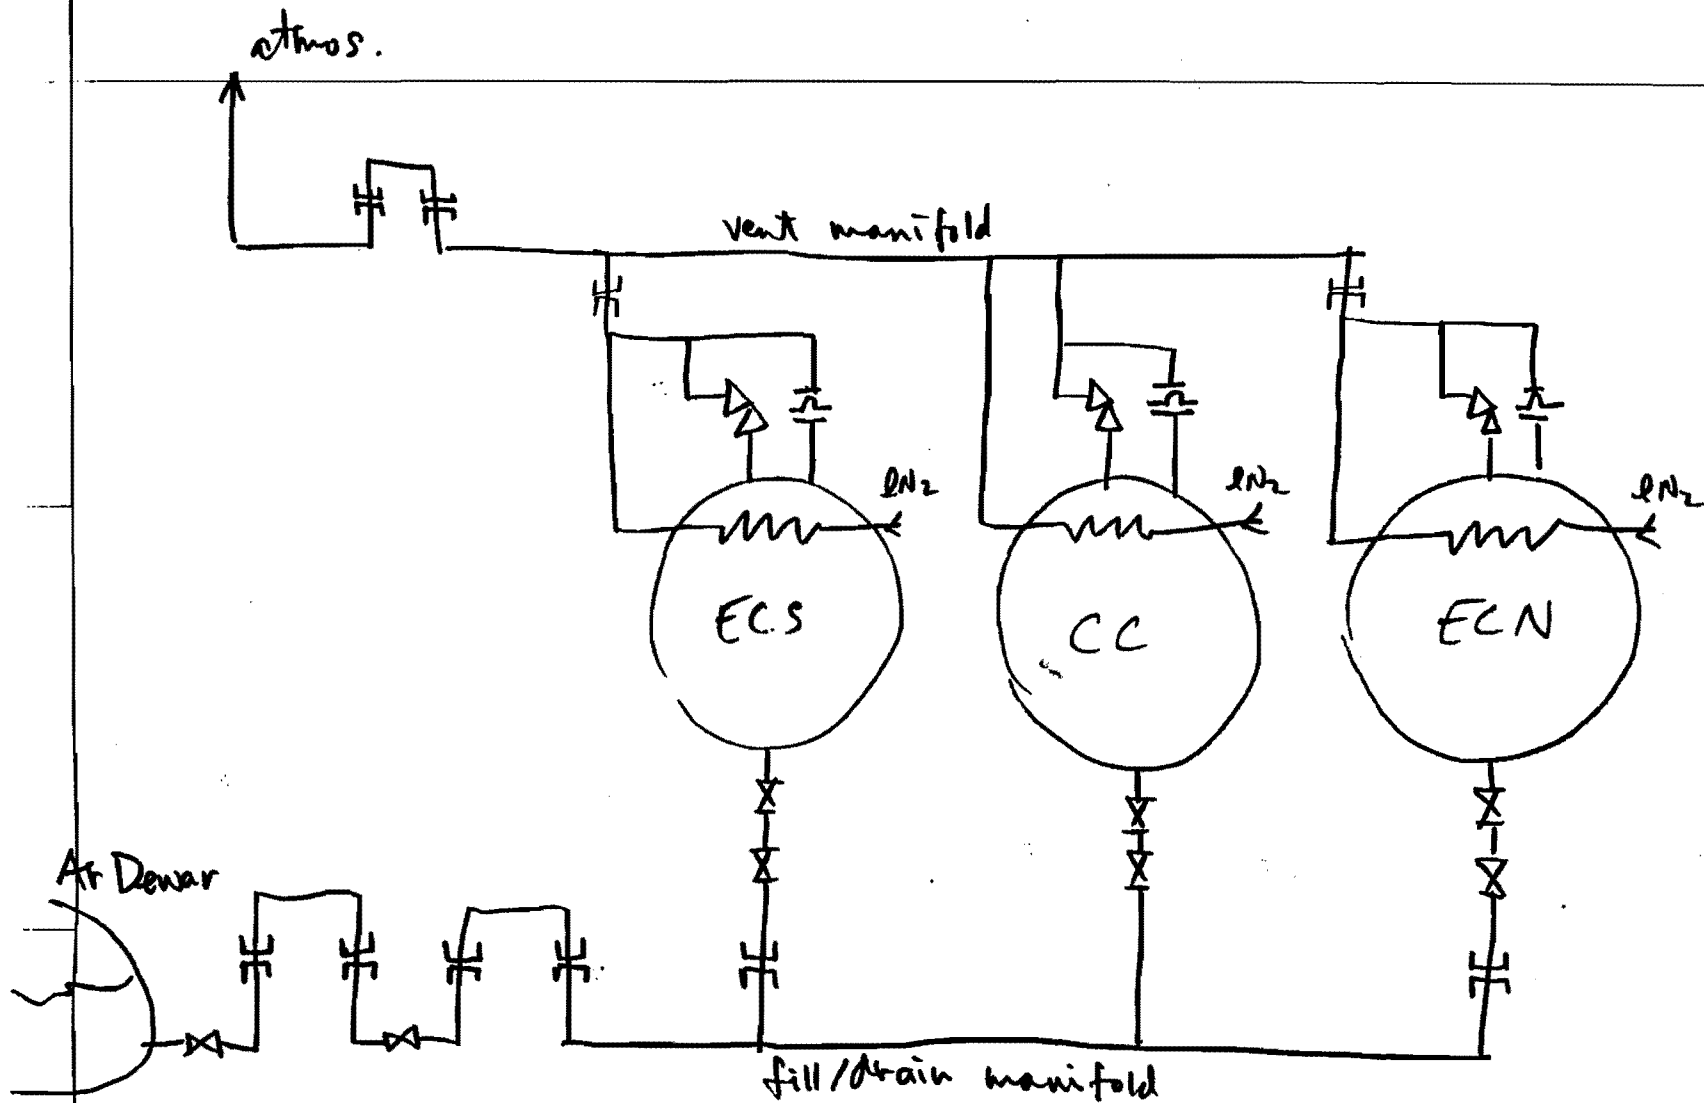 atmos.
vent manifold
lN₂
lN₂
lN₂
ECS
CC
ECN
Ar Dewar
fill/drain manifold